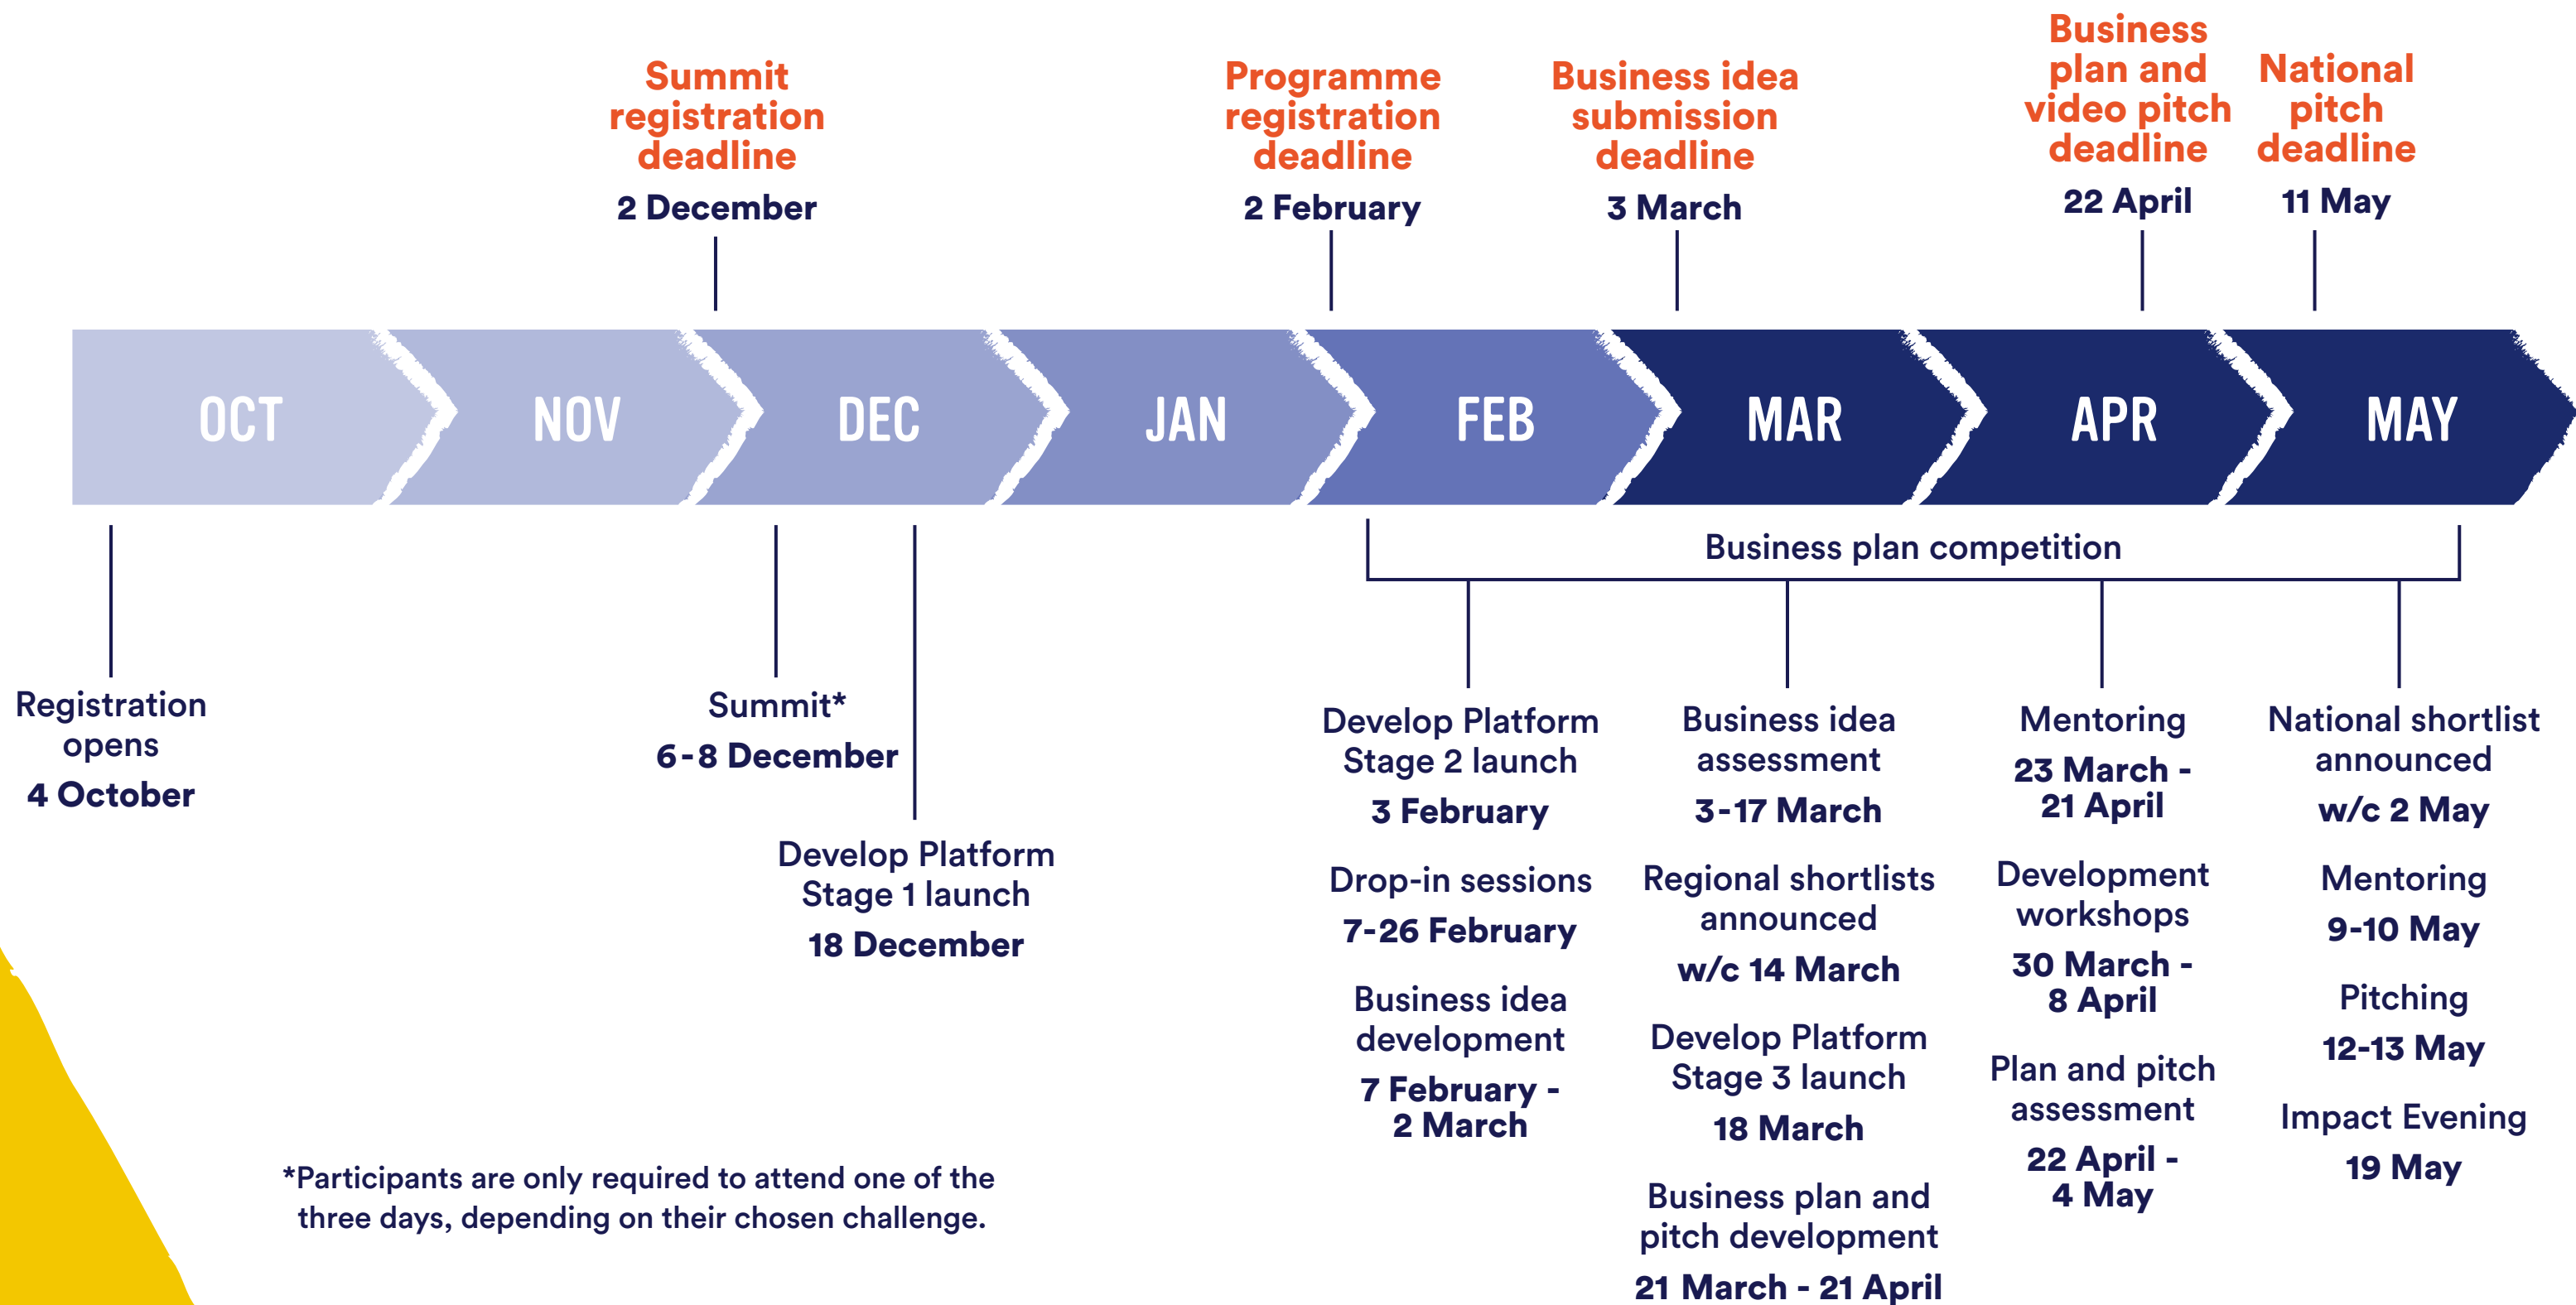 Summit
registration
deadline
2 December
Programme
registration
deadline
2 February
Business idea
submission
deadline
3 March
Business
plan and
video pitch
deadline
22 April
National
pitch
deadline
11 May
OCT
NOV
DEC
JAN
FEB
MAR
APR
MAY
Business plan competition
Registration
opens
4 October
Summit*
6-8 December
Develop Platform
Stage 1 launch
18 December
Develop Platform
Stage 2 launch
3 February
Drop-in sessions
7-26 February
Business idea
development
7 February -
2 March
Business idea
assessment
3-17 March
Regional shortlists
announced
w/c 14 March
Develop Platform
Stage 3 launch
18 March
Business plan and
pitch development
21 March - 21 April
Mentoring
23 March -
21 April
Development
workshops
30 March -
8 April
Plan and pitch
assessment
22 April -
4 May
National shortlist
announced
w/c 2 May
Mentoring
9-10 May
Pitching
12-13 May
Impact Evening
19 May
*Participants are only required to attend one of the
three days, depending on their chosen challenge.